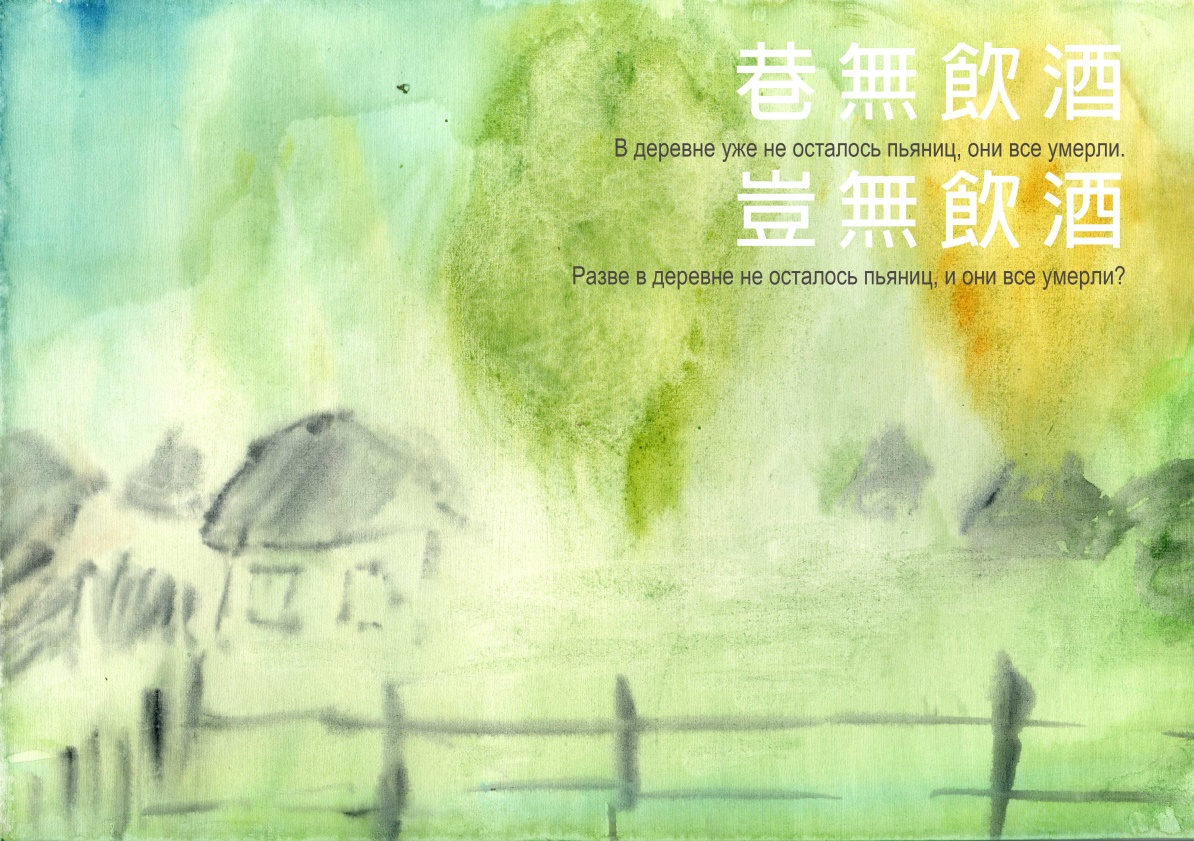 巷無飲酒
В деревне уже не осталось пьяниц, они все умерли.
豈無飲酒
Разве в деревне не осталось пьяниц, и они все умерли?